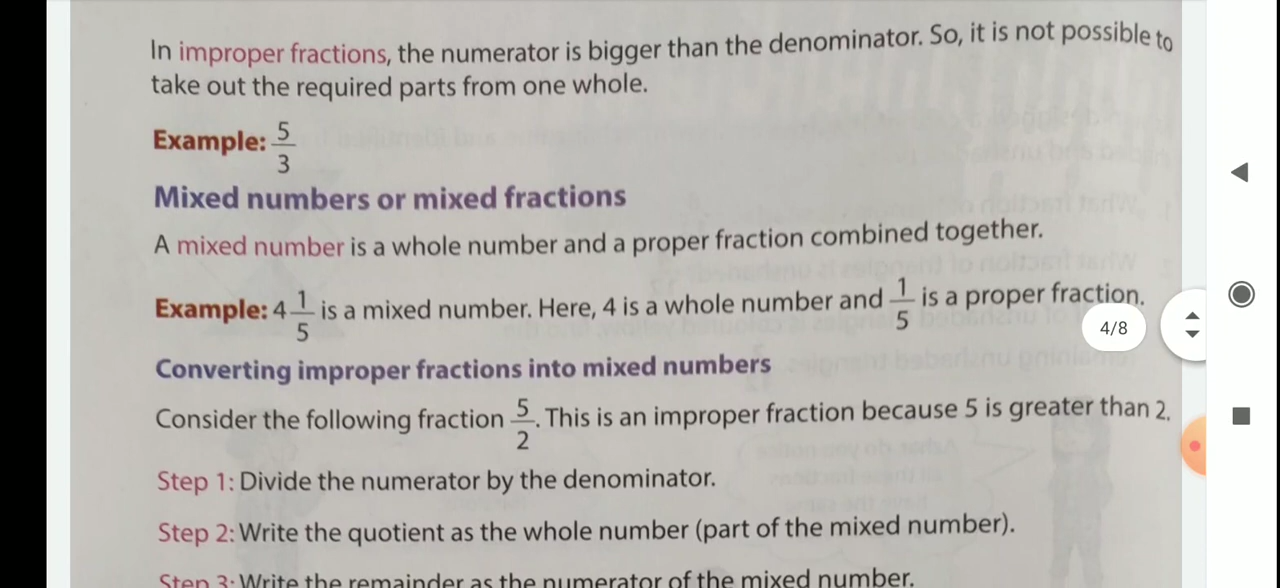 In improper fractions, the numerator is bigger than the denominator. So, it is not possible to
take out the required parts from one whole.
Example: 5/3
Mixed numbers or mixed fractions
A mixed number is a whole number and a proper fraction combined together.
Example: 4 1/5 is a mixed number. Here, 4 is a whole number and 1/5 is a proper fraction.
4/8
Converting improper fractions into mixed numbers
Consider the following fraction 5/2. This is an improper fraction because 5 is greater than 2.
Step 1: Divide the numerator by the denominator.
Step 2: Write the quotient as the whole number (part of the mixed number).
Step 3: Write the remainder as the numerator of the mixed number.